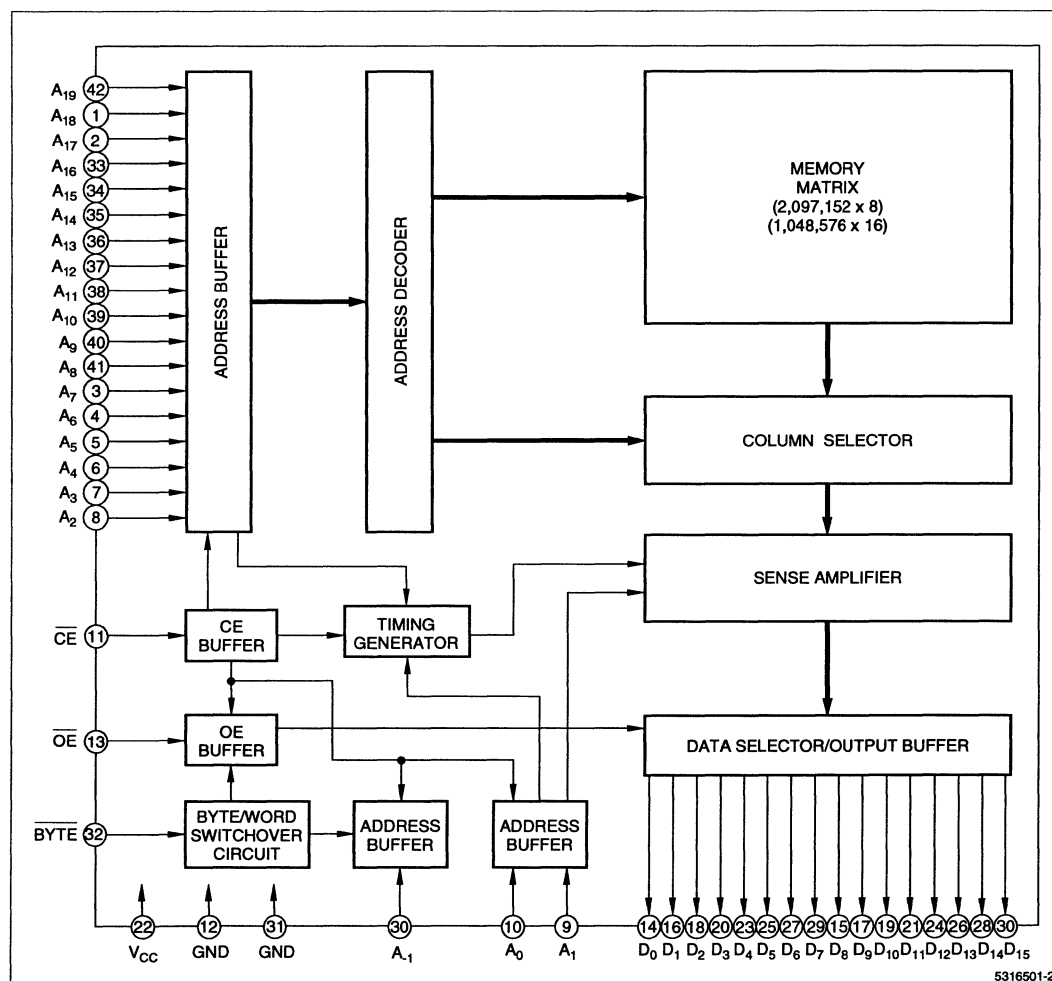 A19 42
A18 1
A17 2
A16 33
A15 34
A14 35
A13 36
A12 37
A11 38
A10 39
A9 40
A8 41
A7 3
A6 4
A5 5
A4 6
A3 7
A2 8
ADDRESS BUFFER
ADDRESS DECODER
MEMORY
MATRIX
(2,097,152 x 8)
(1,048,576 x 16)
COLUMN SELECTOR
SENSE AMPLIFIER
CE 11
CE
BUFFER
TIMING
GENERATOR
OE 13
OE
BUFFER
DATA SELECTOR/OUTPUT BUFFER
BYTE 32
BYTE/WORD
SWITCHOVER
CIRCUIT
ADDRESS
BUFFER
ADDRESS
BUFFER
22 12 31 30 10 9 14 16 18 20 23 25 27 29 15 17 19 21 24 26 28 30
VCC GND GND A-1 A0 A1 D0 D1 D2 D3 D4 D5 D6 D7 D8 D9 D10 D11 D12 D13 D14 D15
5316501-2